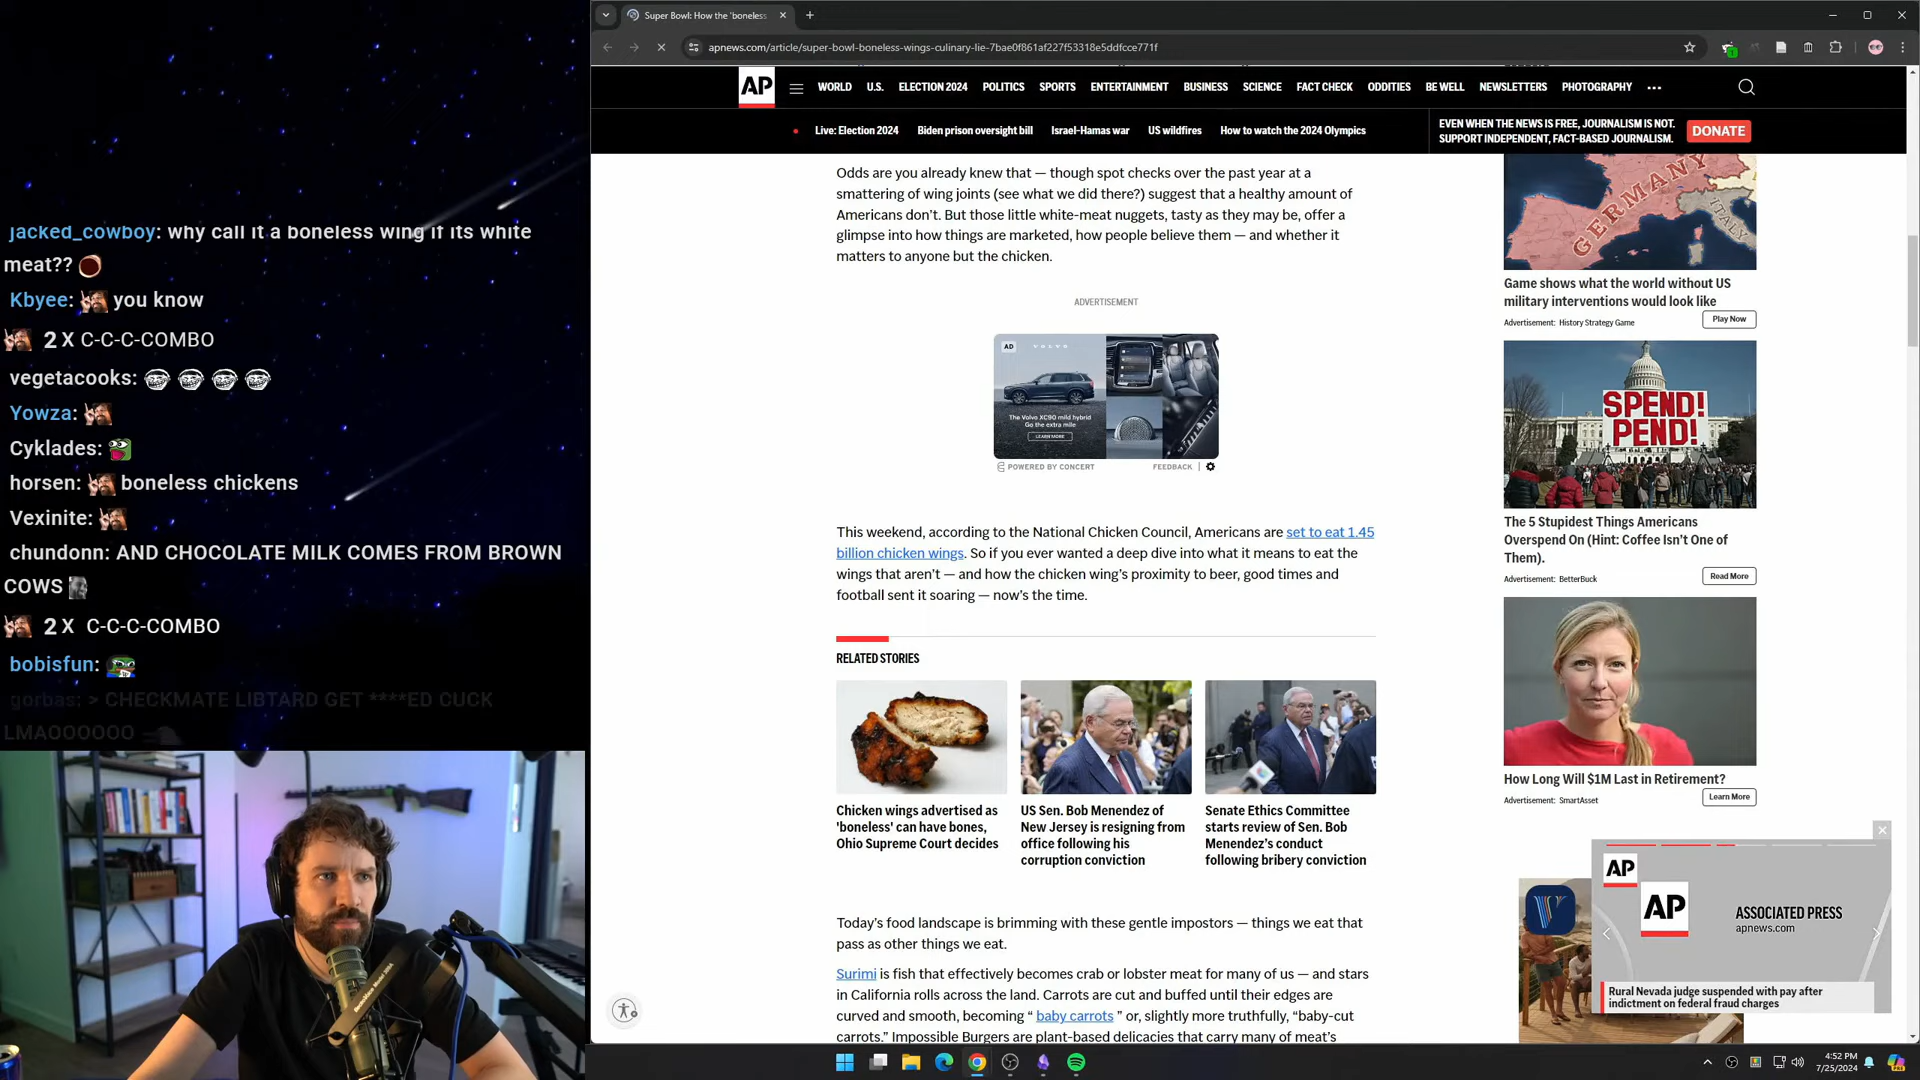 jacked_cowboy: why call it a boneless wing if its white
meat??
Kbyee: you know
2 X C-C-C-COMBO
vegetacooks:
Yowza:
Cyklades:
horsen: boneless chickens
Vexinite:
chundonn: AND CHOCOLATE MILK COMES FROM BROWN
COWS
2 X C-C-C-COMBO
bobisfun:
gorbas: > CHECKMATE LIBTARD GET ****ED CUCK
LMAOOOOOO
Super Bowl: How the 'boneless
apnews.com/article/super-bowl-boneless-wings-culinary-lie-7bae0f861af227f53318e5ddfcce771f
AP
WORLD U.S. ELECTION 2024 POLITICS SPORTS ENTERTAINMENT BUSINESS SCIENCE FACT CHECK ODDITIES BE WELL NEWSLETTERS PHOTOGRAPHY
Live: Election 2024 Biden prison oversight bill Israel-Hamas war US wildfires How to watch the 2024 Olympics
EVEN WHEN THE NEWS IS FREE, JOURNALISM IS NOT.
SUPPORT INDEPENDENT, FACT-BASED JOURNALISM.
DONATE
Odds are you already knew that — though spot checks over the past year at a
smattering of wing joints (see what we did there?) suggest that a healthy amount of
Americans don't. But those little white-meat nuggets, tasty as they may be, offer a
glimpse into how things are marketed, how people believe them — and whether it
matters to anyone but the chicken.
ADVERTISEMENT
AD VOLVO
The Volvo XC90 mild hybrid
Go the extra mile
LEARN MORE
POWERED BY CONCERT FEEDBACK
This weekend, according to the National Chicken Council, Americans are set to eat 1.45
billion chicken wings. So if you ever wanted a deep dive into what it means to eat the
wings that aren't — and how the chicken wing's proximity to beer, good times and
football sent it soaring — now's the time.
RELATED STORIES
Chicken wings advertised as
'boneless' can have bones,
Ohio Supreme Court decides
US Sen. Bob Menendez of
New Jersey is resigning from
office following his
corruption conviction
Senate Ethics Committee
starts review of Sen. Bob
Menendez's conduct
following bribery conviction
Today's food landscape is brimming with these gentle impostors — things we eat that
pass as other things we eat.
Surimi is fish that effectively becomes crab or lobster meat for many of us — and stars
in California rolls across the land. Carrots are cut and buffed until their edges are
curved and smooth, becoming " baby carrots " or, slightly more truthfully, "baby-cut
carrots." Impossible Burgers are plant-based delicacies that carry many of meat's
GERMANY
ITALY
Game shows what the world without US
military interventions would look like
Advertisement: History Strategy Game
Play Now
SPEND!
PEND!
The 5 Stupidest Things Americans
Overspend On (Hint: Coffee Isn't One of
Them).
Advertisement: BetterBuck
Read More
How Long Will $1M Last in Retirement?
Advertisement: SmartAsset
Learn More
AP
AP
ASSOCIATED PRESS
apnews.com
Rural Nevada judge suspended with pay after
indictment on federal fraud charges
4:52 PM
7/25/2024